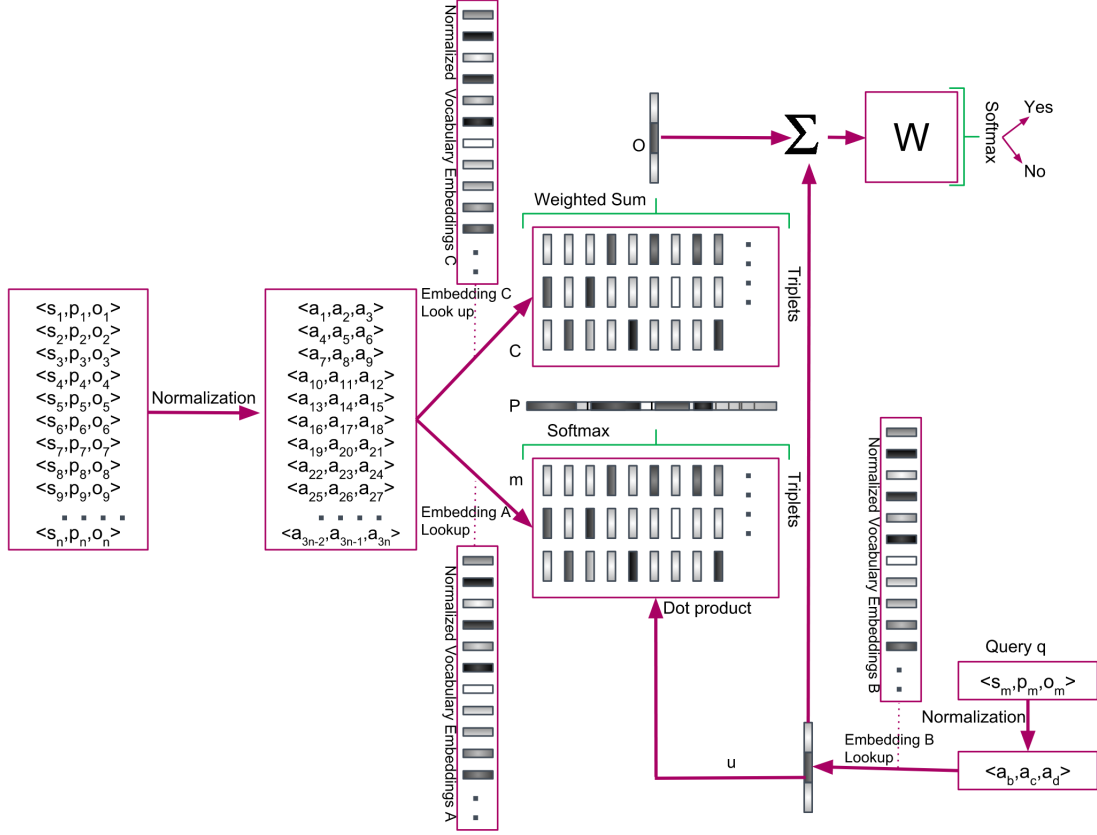 Normalized Vocabulary Embeddings C
O
Σ
W
Softmax
Yes
No
Weighted Sum
Triplets
C
Embedding C
Look up
<s1,p1,o1>
<s2,p2,o2>
<s3,p3,o3>
<s4,p4,o4>
<s5,p5,o5>
<s6,p6,o6>
<s7,p7,o7>
<s8,p8,o8>
<s9,p9,o9>
<sn,pn,on>
Normalization
<a1,a2,a3>
<a4,a5,a6>
<a7,a8,a9>
<a10,a11,a12>
<a13,a14,a15>
<a16,a17,a18>
<a19,a20,a21>
<a22,a23,a24>
<a25,a26,a27>
<a3n-2,a3n-1,a3n>
P
Softmax
m
Triplets
Embedding A
Lookup
Dot product
Normalized Vocabulary Embeddings A
Normalized Vocabulary Embeddings B
Query q
<sm,pm,om>
Normalization
<ab,ac,ad>
Embedding B
Lookup
u